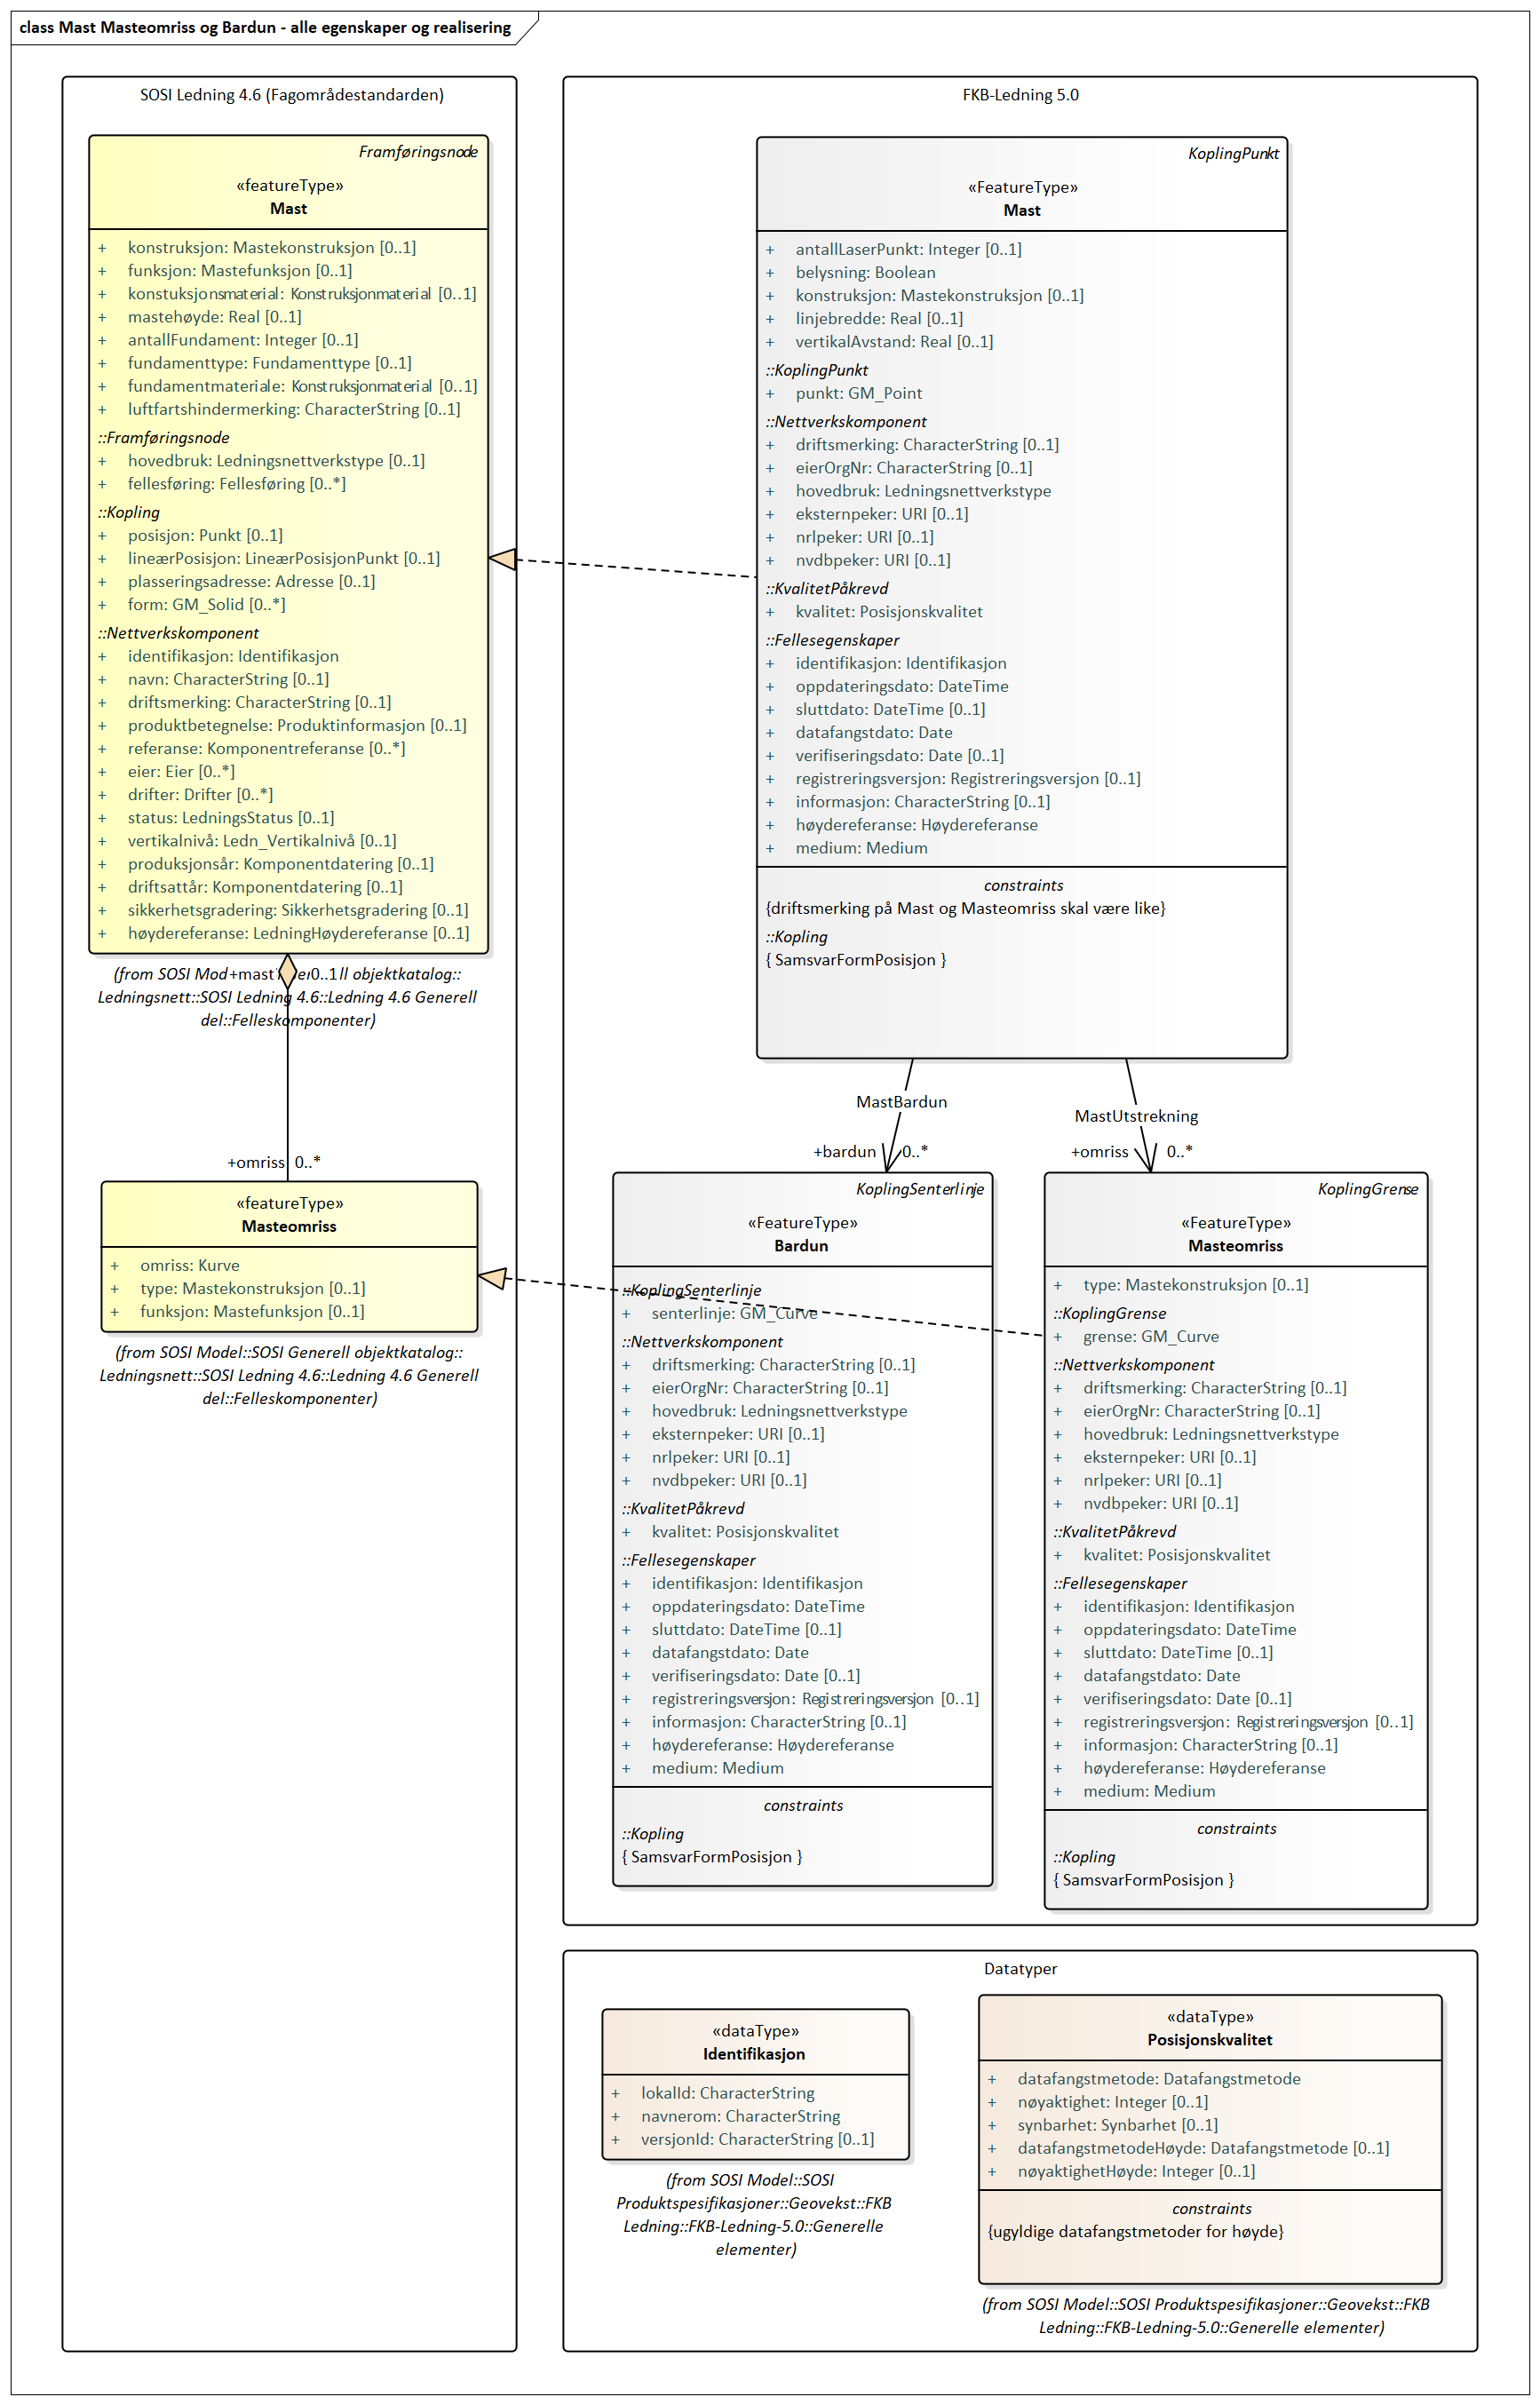 class Mast Masteomriss og Bardun - alle egenskaper og realisering
SOSI Ledning 4.6 (Fagområdestandarden)
Framføringsnode
«featureType»
Mast
+ konstruksjon: Mastekonstruksjon [0..1]
+ funksjon: Mastefunksjon [0..1]
+ konstuksjonsmaterial: Konstruksjonmaterial [0..1]
+ mastehøyde: Real [0..1]
+ antallFundament: Integer [0..1]
+ fundamenttype: Fundamenttype [0..1]
+ fundamentmateriale: Konstruksjonmaterial [0..1]
+ luftfartshindermerking: CharacterString [0..1]
::Framføringsnode
+ hovedbruk: Ledningsnettverkstype [0..1]
+ fellesføring: Fellesføring [0..*]
::Kopling
+ posisjon: Punkt [0..1]
+ lineærPosisjon: LineærPosisjonPunkt [0..1]
+ plasseringsadresse: Adresse [0..1]
+ form: GM_Solid [0..*]
::Nettverkskomponent
+ identifikasjon: Identifikasjon
+ navn: CharacterString [0..1]
+ driftsmerking: CharacterString [0..1]
+ produktbetegnelse: Produktinformasjon [0..1]
+ referanse: Komponentreferanse [0..*]
+ eier: Eier [0..*]
+ drifter: Drifter [0..*]
+ status: LedningsStatus [0..1]
+ vertikalnivå: Ledn_Vertikalnivå [0..1]
+ produksjonsår: Komponentdatering [0..1]
+ driftsattår: Komponentdatering [0..1]
+ sikkerhetsgradering: Sikkerhetsgradering [0..1]
+ høydereferanse: LedningHøydereferanse [0..1]
(from SOSI Mod +mast 0..1 ll objektkatalog::
Ledningsnett::SOSI Ledning 4.6::Ledning 4.6 Generell
del::Felleskomponenter)
+omriss 0..*
«featureType»
Masteomriss
+ omriss: Kurve
+ type: Mastekonstruksjon [0..1]
+ funksjon: Mastefunksjon [0..1]
(from SOSI Model::SOSI Generell objektkatalog::
Ledningsnett::SOSI Ledning 4.6::Ledning 4.6 Generell
del::Felleskomponenter)
FKB-Ledning 5.0
KoplingPunkt
«FeatureType»
Mast
+ antallLaserPunkt: Integer [0..1]
+ belysning: Boolean
+ konstruksjon: Mastekonstruksjon [0..1]
+ linjebredde: Real [0..1]
+ vertikalAvstand: Real [0..1]
::KoplingPunkt
+ punkt: GM_Point
::Nettverkskomponent
+ driftsmerking: CharacterString [0..1]
+ eierOrgNr: CharacterString [0..1]
+ hovedbruk: Ledningsnettverkstype
+ eksternpeker: URI [0..1]
+ nrlpeker: URI [0..1]
+ nvdbpeker: URI [0..1]
::KvalitetPåkrevd
+ kvalitet: Posisjonskvalitet
::Fellesegenskaper
+ identifikasjon: Identifikasjon
+ oppdateringsdato: DateTime
+ sluttdato: DateTime [0..1]
+ datafangstdato: Date
+ verifiseringsdato: Date [0..1]
+ registreringsversjon: Registreringsversjon [0..1]
+ informasjon: CharacterString [0..1]
+ høydereferanse: Høydereferanse
+ medium: Medium
constraints
{driftsmerking på Mast og Masteomriss skal være like}
::Kopling
{ SamsvarFormPosisjon }
MastBardun
+bardun 0..*
MastUtstrekning
+omriss 0..*
KoplingSenterlinje
«FeatureType»
Bardun
::KoplingSenterlinje
+ senterlinje: GM_Curve
::Nettverkskomponent
+ driftsmerking: CharacterString [0..1]
+ eierOrgNr: CharacterString [0..1]
+ hovedbruk: Ledningsnettverkstype
+ eksternpeker: URI [0..1]
+ nrlpeker: URI [0..1]
+ nvdbpeker: URI [0..1]
::KvalitetPåkrevd
+ kvalitet: Posisjonskvalitet
::Fellesegenskaper
+ identifikasjon: Identifikasjon
+ oppdateringsdato: DateTime
+ sluttdato: DateTime [0..1]
+ datafangstdato: Date
+ verifiseringsdato: Date [0..1]
+ registreringsversjon: Registreringsversjon [0..1]
+ informasjon: CharacterString [0..1]
+ høydereferanse: Høydereferanse
+ medium: Medium
constraints
::Kopling
{ SamsvarFormPosisjon }
KoplingGrense
«FeatureType»
Masteomriss
+ type: Mastekonstruksjon [0..1]
::KoplingGrense
+ grense: GM_Curve
::Nettverkskomponent
+ driftsmerking: CharacterString [0..1]
+ eierOrgNr: CharacterString [0..1]
+ hovedbruk: Ledningsnettverkstype
+ eksternpeker: URI [0..1]
+ nrlpeker: URI [0..1]
+ nvdbpeker: URI [0..1]
::KvalitetPåkrevd
+ kvalitet: Posisjonskvalitet
::Fellesegenskaper
+ identifikasjon: Identifikasjon
+ oppdateringsdato: DateTime
+ sluttdato: DateTime [0..1]
+ datafangstdato: Date
+ verifiseringsdato: Date [0..1]
+ registreringsversjon: Registreringsversjon [0..1]
+ informasjon: CharacterString [0..1]
+ høydereferanse: Høydereferanse
+ medium: Medium
constraints
::Kopling
{ SamsvarFormPosisjon }
Datatyper
«dataType»
Identifikasjon
+ lokalId: CharacterString
+ navnerom: CharacterString
+ versjonId: CharacterString [0..1]
(from SOSI Model::SOSI
Produktspesifikasjoner::Geovekst::FKB
Ledning::FKB-Ledning-5.0::Generelle
elementer)
«dataType»
Posisjonskvalitet
+ datafangstmetode: Datafangstmetode
+ nøyaktighet: Integer [0..1]
+ synbarhet: Synbarhet [0..1]
+ datafangstmetodeHøyde: Datafangstmetode [0..1]
+ nøyaktighetHøyde: Integer [0..1]
constraints
{ugyldige datafangstmetoder for høyde}
(from SOSI Model::SOSI Produktspesifikasjoner::Geovekst::FKB
Ledning::FKB-Ledning-5.0::Generelle elementer)